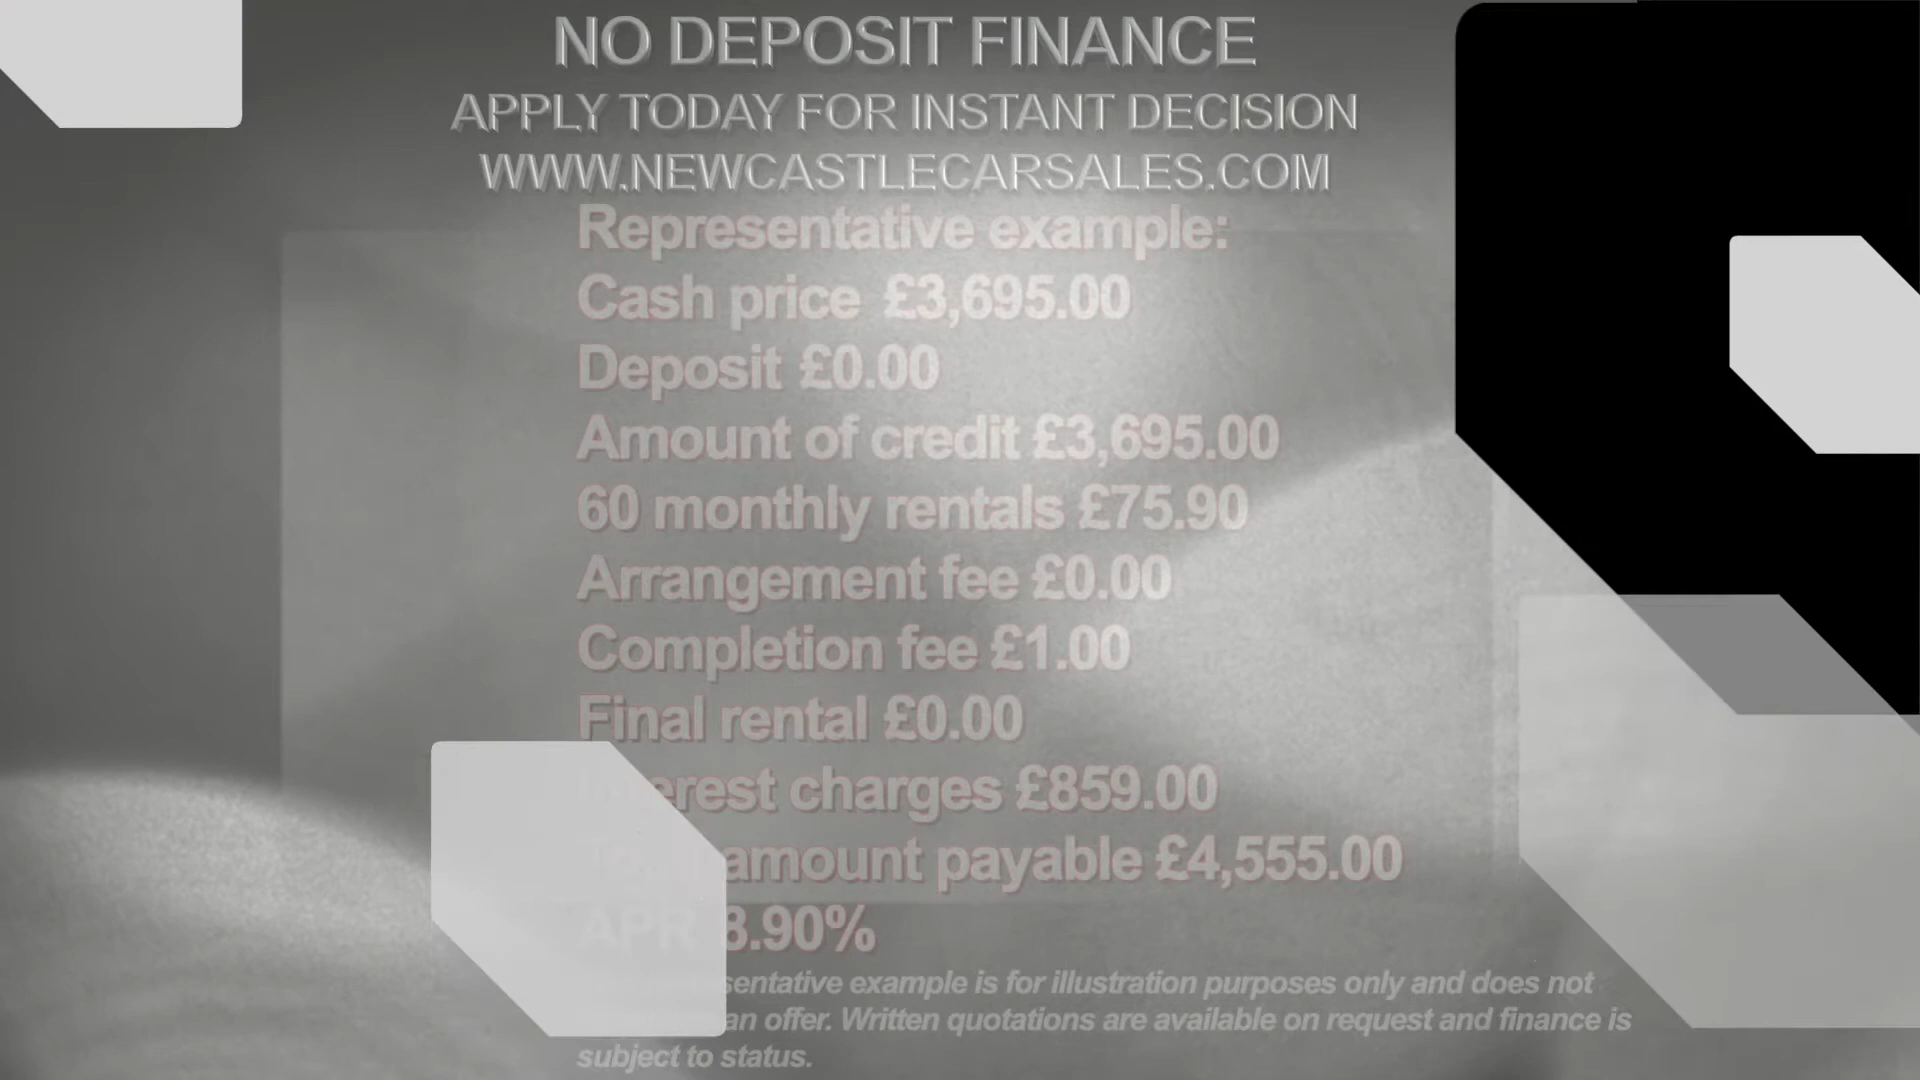 NO DEPOSIT FINANCE
APPLY TODAY FOR INSTANT DECISION
WWW.NEWCASTLECARSALES.COM
Representative example:
Cash price £3,695.00
Deposit £0.00
Amount of credit £3,695.00
60 monthly rentals £75.90
Arrangement fee £0.00
Completion fee £1.00
Final rental £0.00
Interest charges £859.00
Total amount payable £4,555.00
APR 8.90%
example is for illustration purposes only and does not
an offer. Written quotations are available on request and finance is
subject to status.